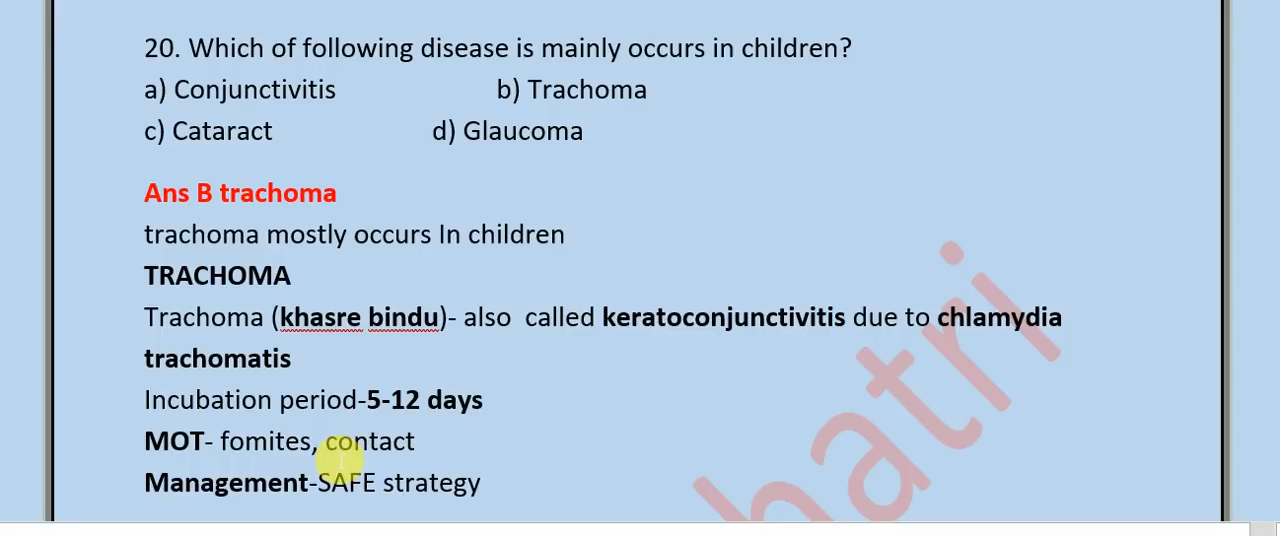 20. Which of following disease is mainly occurs in children?
a) Conjunctivitis b) Trachoma
c) Cataract d) Glaucoma
Ans B trachoma
trachoma mostly occurs In children
TRACHOMA
Trachoma (khasre bindu)- also called keratoconjunctivitis due to chlamydia
trachomatis
Incubation period-5-12 days
MOT- fomites, contact
Management-SAFE strategy
hatri